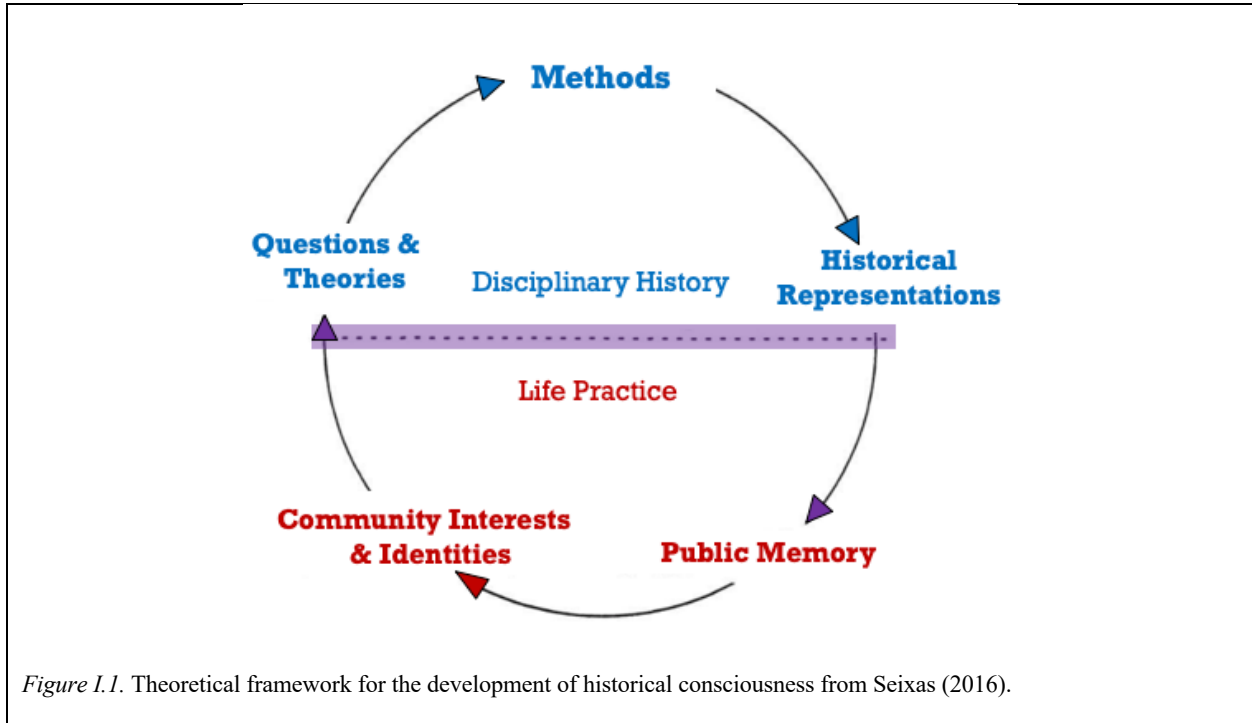 Methods
Questions &
Theories
Disciplinary History
Historical
Representations
Life Practice
Community Interests
& Identities
Public Memory
Figure I.1. Theoretical framework for the development of historical consciousness from Seixas (2016).